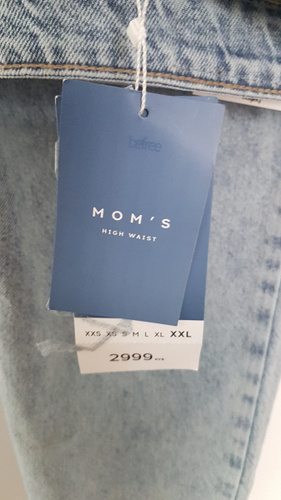 befree
MOM'S
HIGH WAIST
XXS XS S M L XL XXL
2999